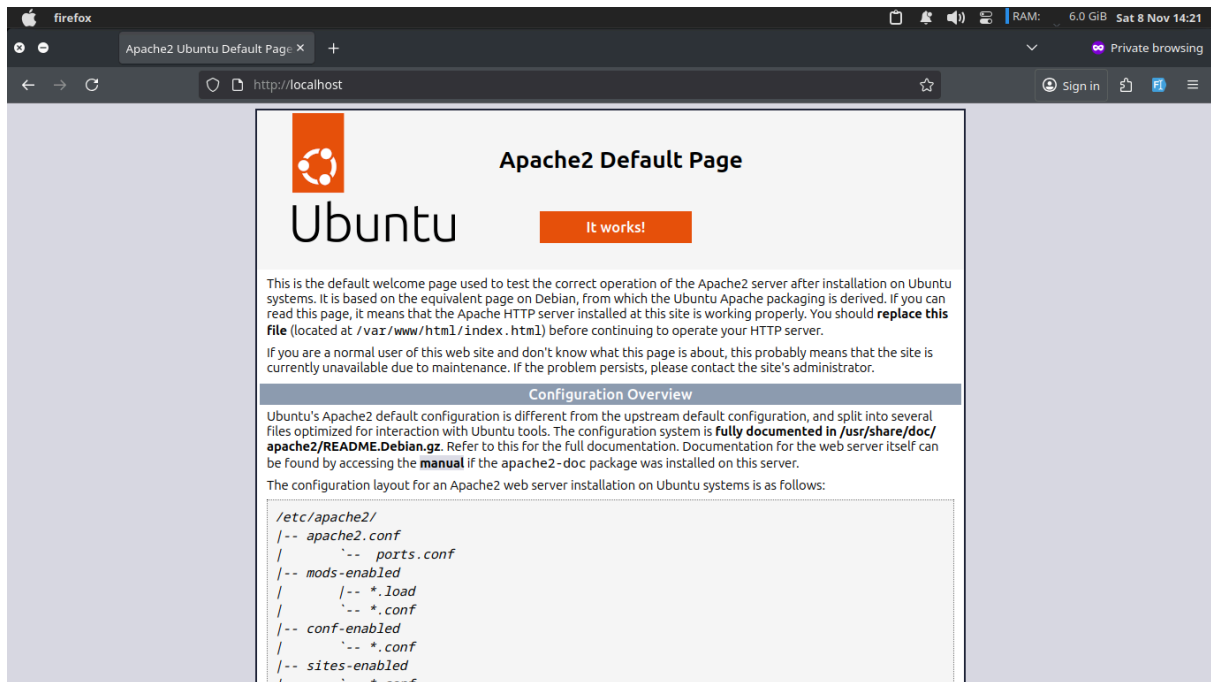 firefox
RAM: 6.0 GiB Sat 8 Nov 14:21
Apache2 Ubuntu Default Page
Private browsing
http://localhost
Sign in
Ubuntu
Apache2 Default Page
It works!
This is the default welcome page used to test the correct operation of the Apache2 server after installation on Ubuntu
systems. It is based on the equivalent page on Debian, from which the Ubuntu Apache packaging is derived. If you can
read this page, it means that the Apache HTTP server installed at this site is working properly. You should replace this
file (located at /var/www/html/index.html) before continuing to operate your HTTP server.
If you are a normal user of this web site and don't know what this page is about, this probably means that the site is
currently unavailable due to maintenance. If the problem persists, please contact the site's administrator.
Configuration Overview
Ubuntu's Apache2 default configuration is different from the upstream default configuration, and split into several
files optimized for interaction with Ubuntu tools. The configuration system is fully documented in /usr/share/doc/
apache2/README.Debian.gz. Refer to this for the full documentation. Documentation for the web server itself can
be found by accessing the manual if the apache2-doc package was installed on this server.
The configuration layout for an Apache2 web server installation on Ubuntu systems is as follows:
/etc/apache2/
|-- apache2.conf
|       `--  ports.conf
|-- mods-enabled
|       |-- *.load
|       `-- *.conf
|-- conf-enabled
|       `-- *.conf
|-- sites-enabled